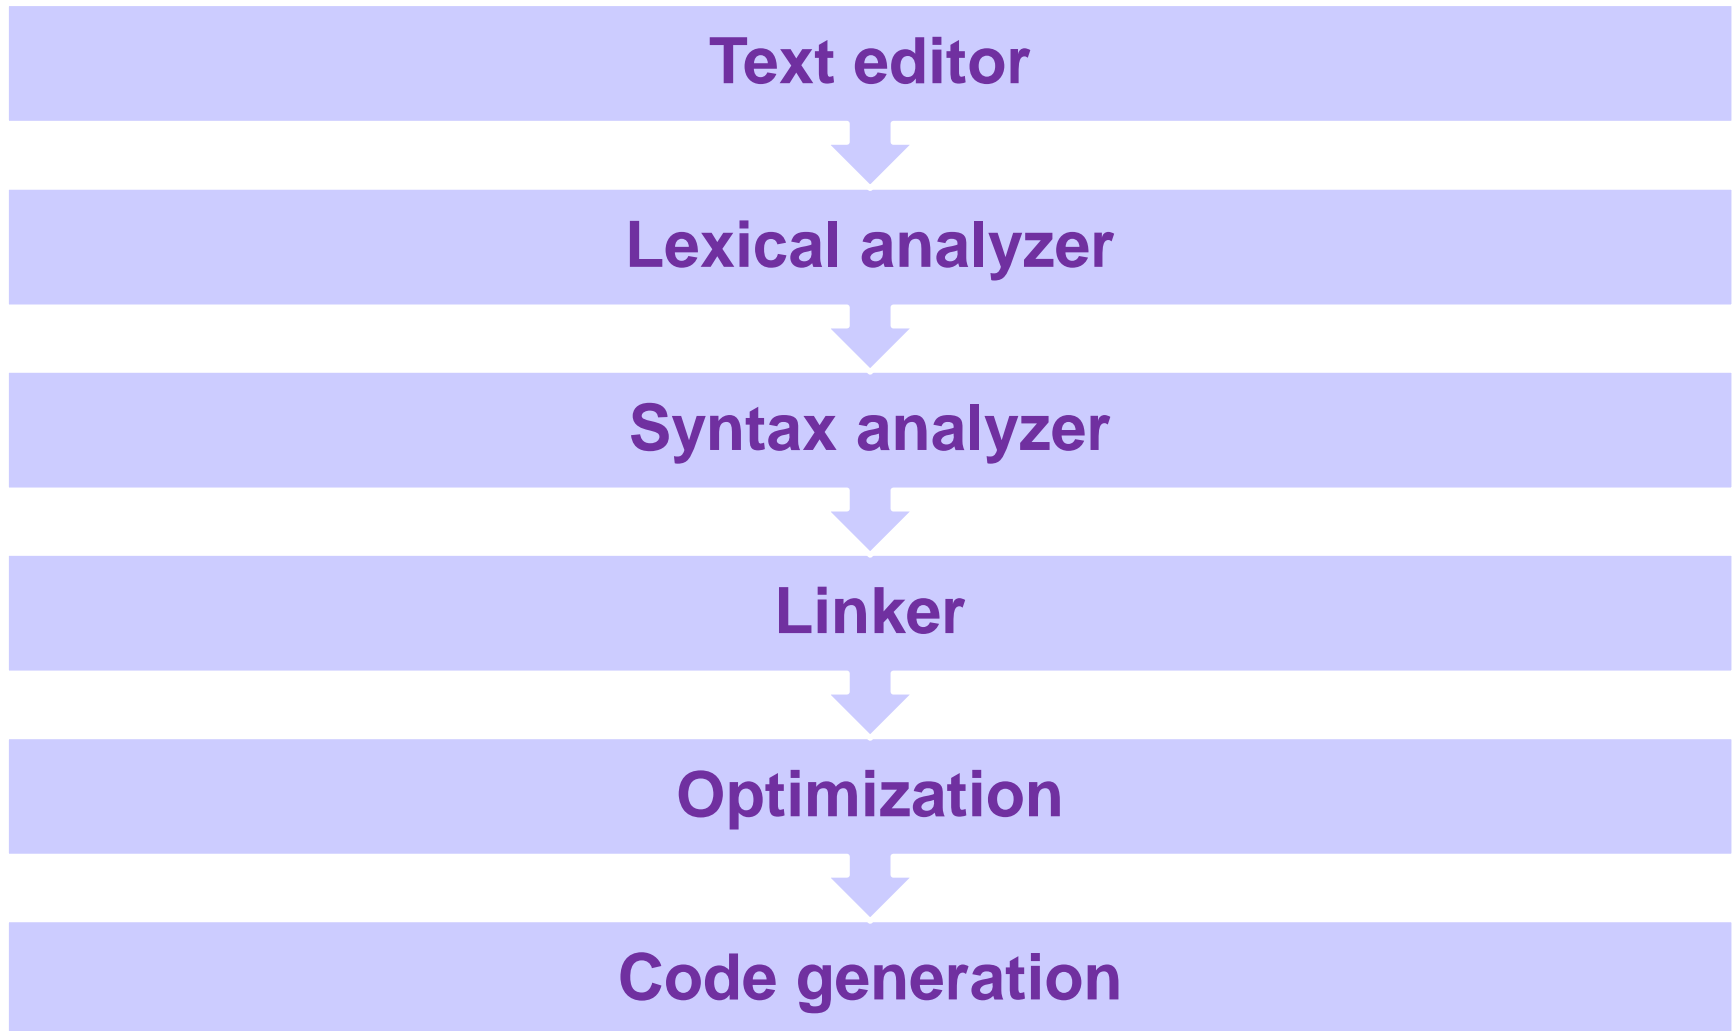 Text editor
Lexical analyzer
Syntax analyzer
Linker
Optimization
Code generation